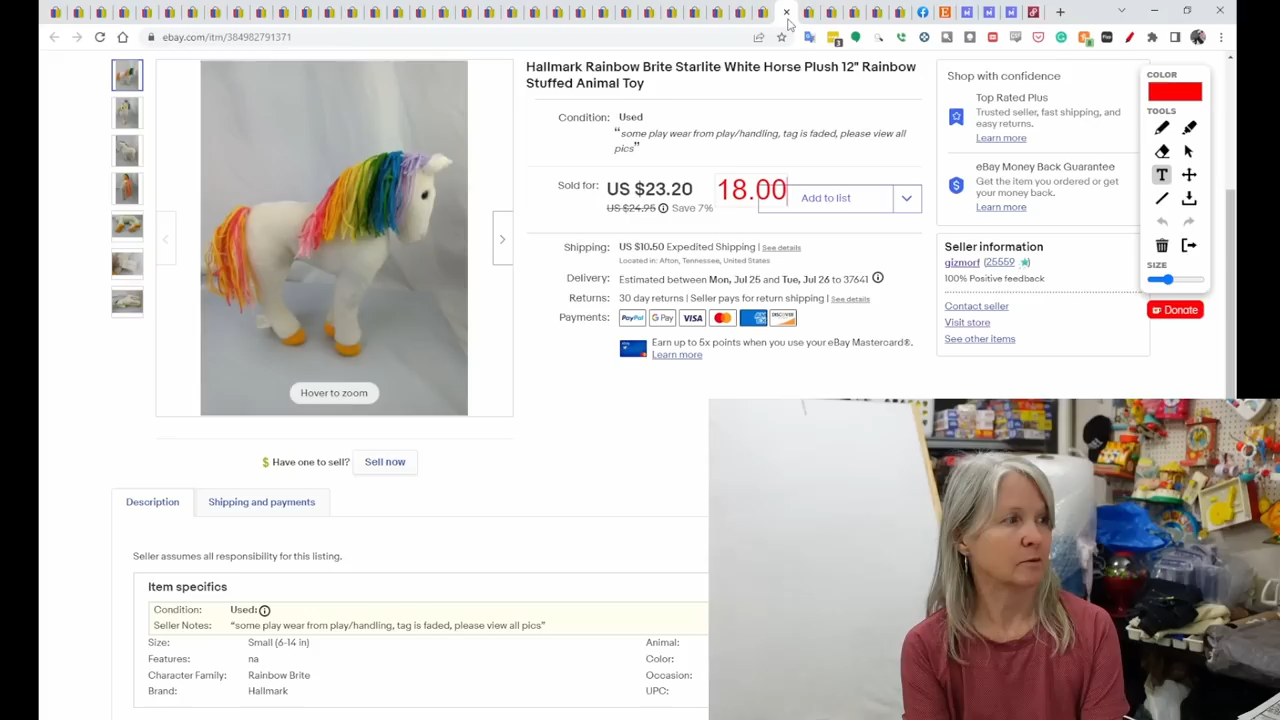 ebay.com/itm/384982791371
Hallmark Rainbow Brite Starlite White Horse Plush 12" Rainbow
Stuffed Animal Toy
Condition: Used
"some play wear from play/handling, tag is faded, please view all
pics"
Sold for: US $23.20
US $24.95 Save 7%
18.00
Add to list
Shipping: US $10.50 Expedited Shipping | See details
Located in: Afton, Tennessee, United States
Delivery: Estimated between Mon, Jul 25 and Tue, Jul 26 to 37641
Returns: 30 day returns | Seller pays for return shipping | See details
Payments: PayPal G Pay VISA DISCOVER
Earn up to 5x points when you use your eBay Mastercard®.
Learn more
Shop with confidence
Top Rated Plus
Trusted seller, fast shipping, and
easy returns.
Learn more
eBay Money Back Guarantee
Get the item you ordered or get
your money back.
Learn more
Seller information
gizmorf (25559
100% Positive feedback
Contact seller
Visit store
See other items
COLOR
TOOLS
T
SIZE
Donate
Hover to zoom
$ Have one to sell? Sell now
Description
Shipping and payments
Seller assumes all responsibility for this listing.
Item specifics
Condition: Used:
Seller Notes: "some play wear from play/handling, tag is faded, please view all pics"
Size: Small (6-14 in)
Animal:
Features: na
Color:
Character Family: Rainbow Brite
Occasion:
Brand: Hallmark
UPC: